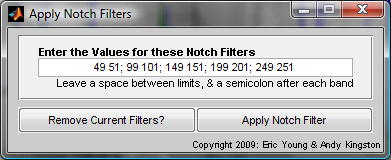 Apply Notch Filters
Enter the Values for these Notch Filters
49 51; 99 101; 149 151; 199 201; 249 251
Leave a space between limits, & a semicolon after each band
Remove Current Filters?
Apply Notch Filter
Copyright 2009: Eric Young & Andy Kingston